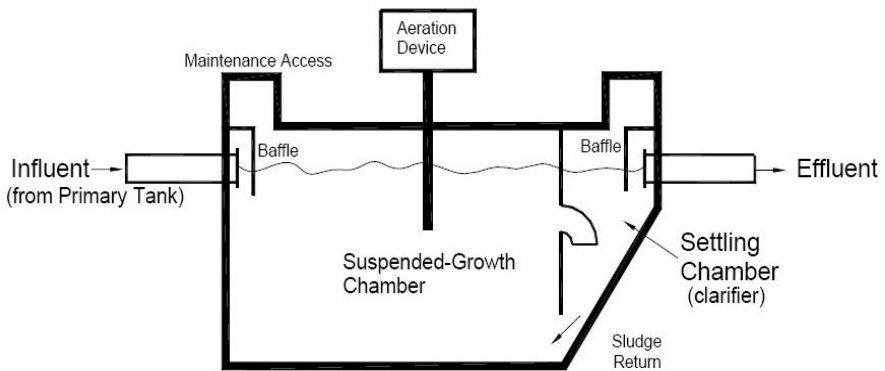 Aeration
Device
Maintenance Access
Baffle
Baffle
Influent
(from Primary Tank)
Effluent
Suspended-Growth
Chamber
Settling
Chamber
(clarifier)
Sludge
Return